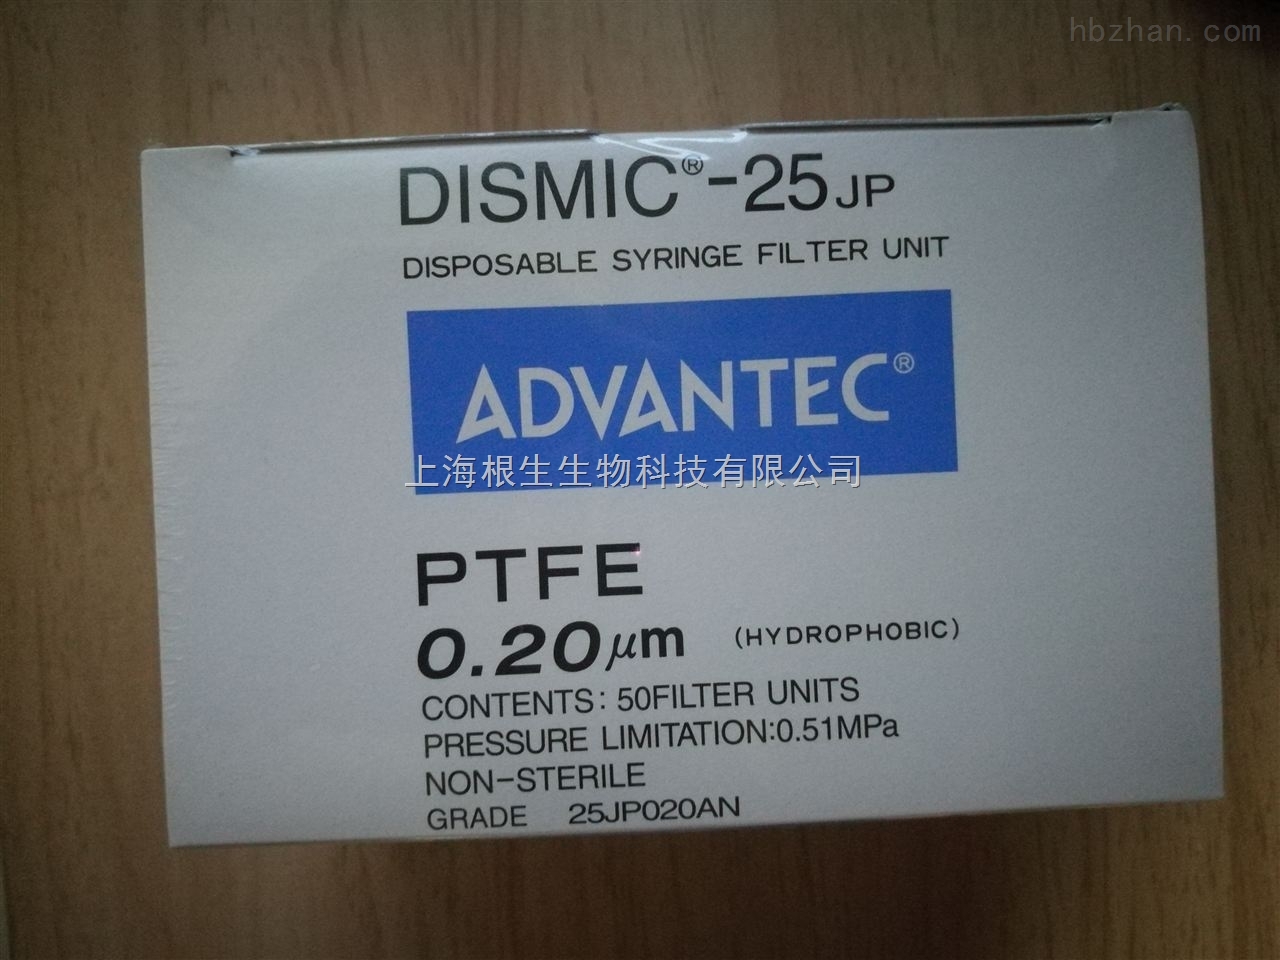 hbzhan.com
DISMIC®-25JP
DISPOSABLE SYRINGE FILTER UNIT
ADVANTEC®
上海根生生物科技有限公司
PTFE
0.20μm (HYDROPHOBIC)
CONTENTS: 50FILTER UNITS
PRESSURE LIMITATION:0.51MPa
NON-STERILE
GRADE 25JP020AN